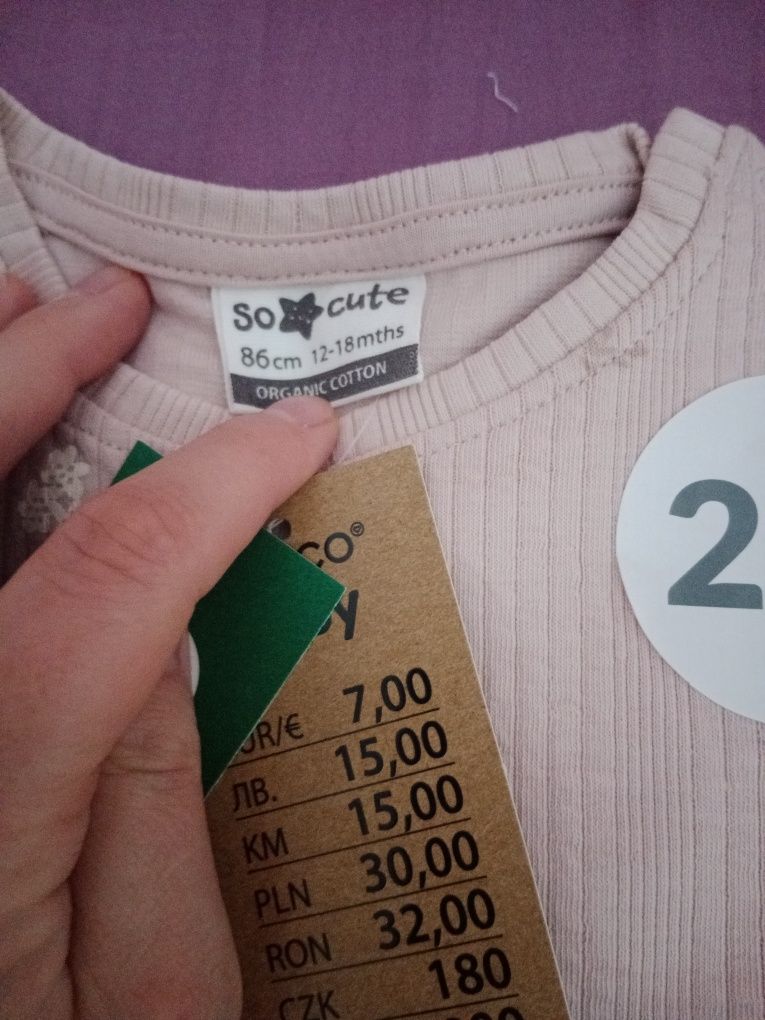 so cute
86cm 12-18mths
ORGANIC COTTON
2
7,00
ЛВ. 15,00
KM 15,00
PLN 30,00
RON 32,00
CZK 180